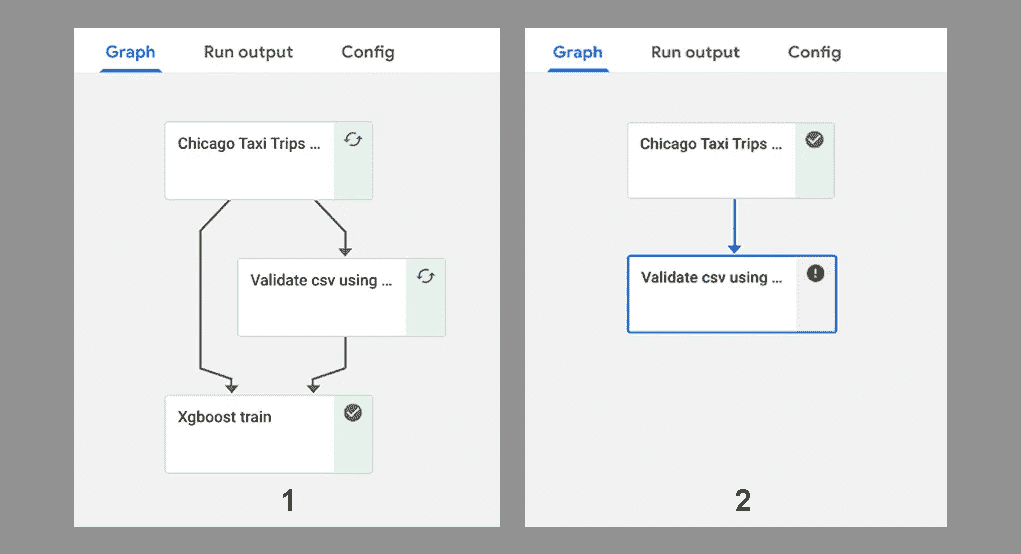 Graph Run output Config
Chicago Taxi Trips ...
Validate csv using ...
Xgboost train
1
Graph Run output Config
Chicago Taxi Trips ...
Validate csv using ...
2